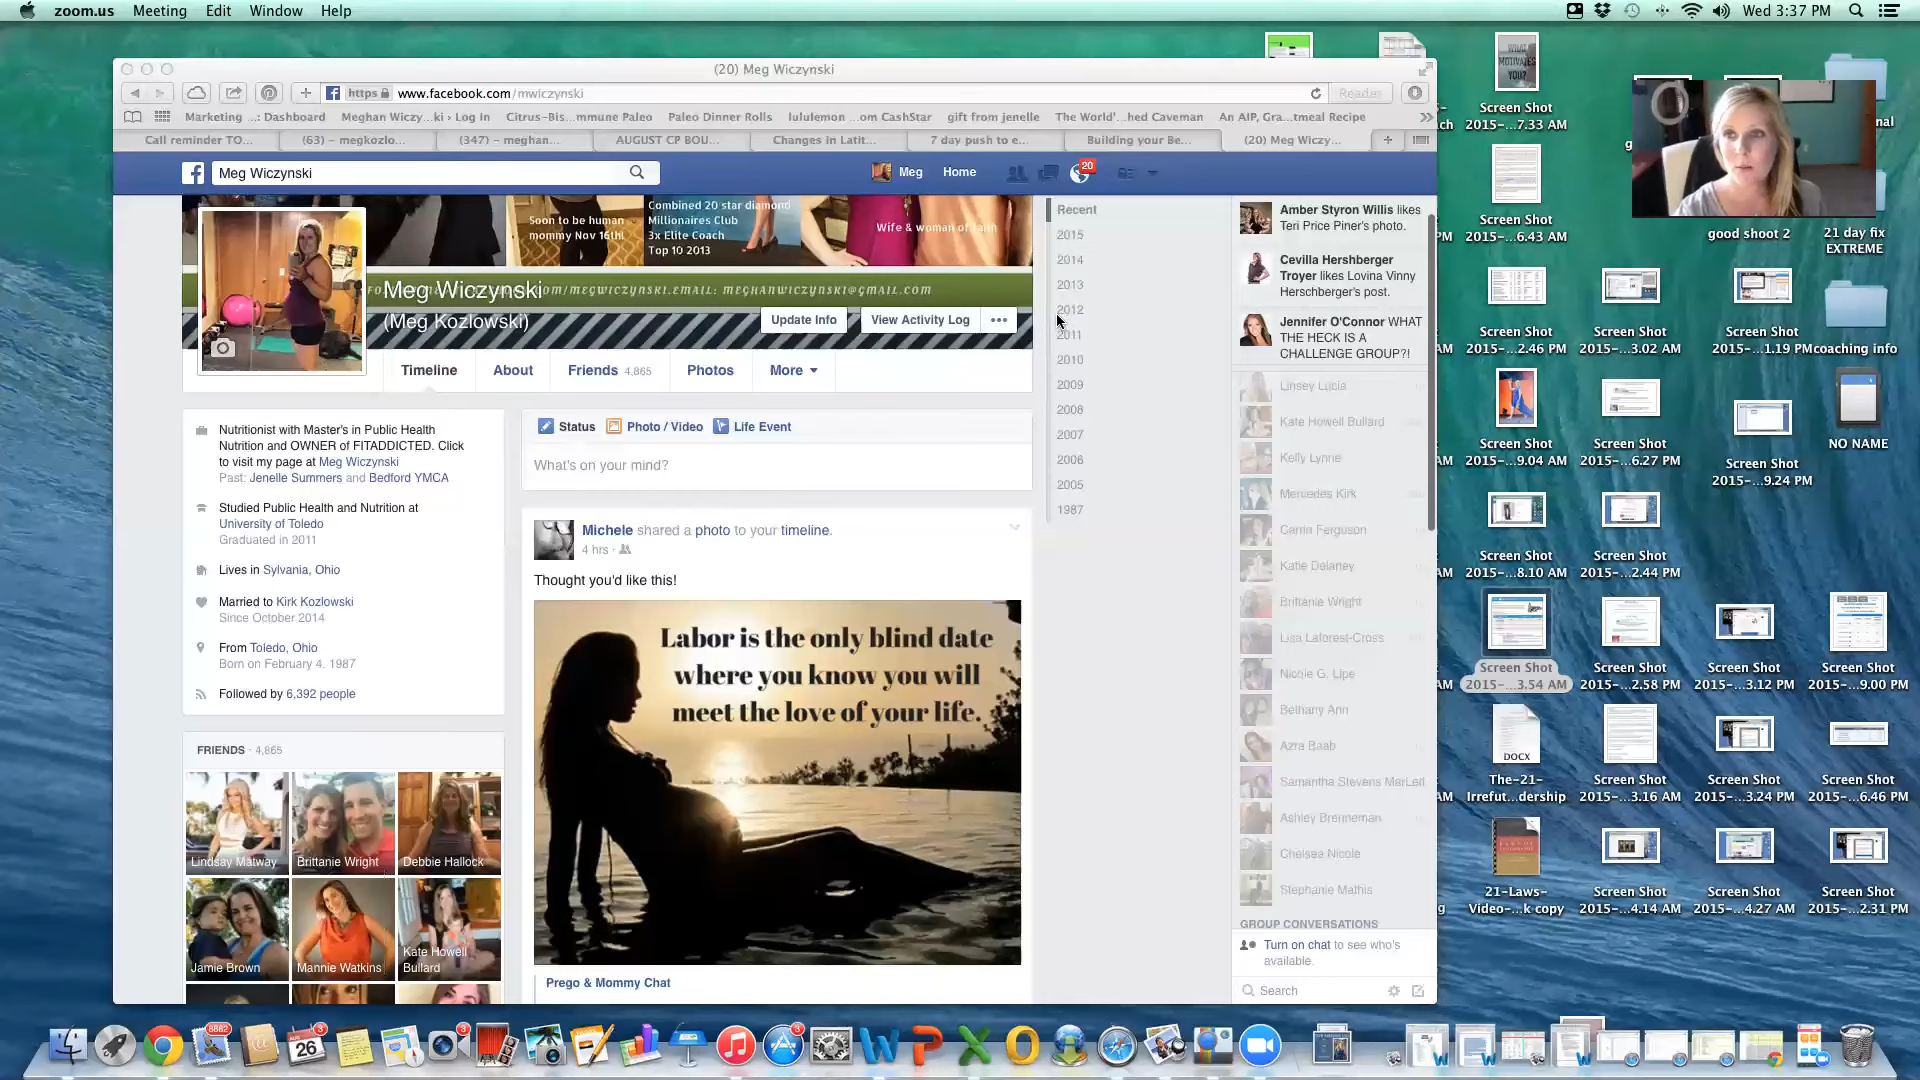 zoom.us Meeting Edit Window Help
Wed 3:37 PM
(20) Meg Wiczynski
https www.facebook.com/mwiczynski
Reader
Marketing ...: Dashboard Meghan Wiczy...ki › Log In Citrus-Bis...mmune Paleo Paleo Dinner Rolls lululemon ...om CashStar gift from jenelle The World'...hed Caveman An AIP, Gra...tmeal Recipe
Call reminder TO... (63) – megkozlo... (347) – meghan... AUGUST CP BOU... Changes in Latit... 7 day push to e... Building your Be... (20) Meg Wiczy...
Meg Wiczynski
Meg Home 20
Soon to be human
mommy Nov 16th!
Combined 20 star diamond
Millionaires Club
3x Elite Coach
Top 10 2013
Wife & woman of faith
COM/MEGWICZYNSKI.EMAIL: MEGHANWICZYNSKI@GMAIL.COM
Meg Wiczynski
(Meg Kozlowski)
Update Info View Activity Log
Timeline About Friends 4,865 Photos More
Nutritionist with Master's in Public Health
Nutrition and OWNER of FITADDICTED. Click
to visit my page at Meg Wiczynski
Past: Jenelle Summers and Bedford YMCA
Studied Public Health and Nutrition at
University of Toledo
Graduated in 2011
Lives in Sylvania, Ohio
Married to Kirk Kozlowski
Since October 2014
From Toledo, Ohio
Born on February 4, 1987
Followed by 6,392 people
FRIENDS · 4,865
Lindsay Matway
Brittanie Wright
Debbie Hallock
Jamie Brown
Mannie Watkins
Kate Howell
Bullard
Status Photo / Video Life Event
What's on your mind?
Michele shared a photo to your timeline.
4 hrs ·
Thought you'd like this!
Labor is the only blind date
where you know you will
meet the love of your life.
Prego & Mommy Chat
Recent
2015
2014
2013
2012
2011
2010
2009
2008
2007
2006
2005
1987
Amber Styron Willis likes
Teri Price Piner's photo.
Cevilla Hershberger
Troyer likes Lovina Vinny
Herschberger's post.
Jennifer O'Connor WHAT
THE HECK IS A
CHALLENGE GROUP?!
Linsey Lucia
Kate Howell Bullard
Kelly Lynne
Mercedes Kirk
Carrin Ferguson
Katie Delaney
Brittanie Wright
Lisa Laforest-Cross
Nicole G. Lipe
Bethany Ann
Azra Baab
Samantha Stevens MarLett
Ashley Brenneman
Chelsea Nicole
Stephanie Mathis
GROUP CONVERSATIONS
Turn on chat to see who's
available.
Search
WHAT
MOTIVATES
YOU?
Screen Shot
2015-...7.33 AM
Screen Shot
2015-...6.43 AM
good shoot 2
21 day fix
EXTREME
Screen Shot
2015-...2.46 PM
Screen Shot
2015-...3.02 AM
Screen Shot
2015-...1.19 PM
coaching info
Screen Shot
2015-...9.04 AM
Screen Shot
2015-...6.27 PM
Screen Shot
2015-...9.24 PM
NO NAME
Screen Shot
2015-...8.10 AM
Screen Shot
2015-...2.44 PM
Screen Shot
2015-...3.54 AM
Screen Shot
2015-...2.58 PM
Screen Shot
2015-...3.12 PM
Screen Shot
2015-...9.00 PM
DOCX
The-21-
Irrefut...dership
Screen Shot
2015-...3.16 AM
Screen Shot
2015-...3.24 PM
Screen Shot
2015-...6.46 PM
21-Laws-
Video-...k copy
Screen Shot
2015-...4.14 AM
Screen Shot
2015-...4.27 AM
Screen Shot
2015-...2.31 PM
8882
3
AUG
26
3
3